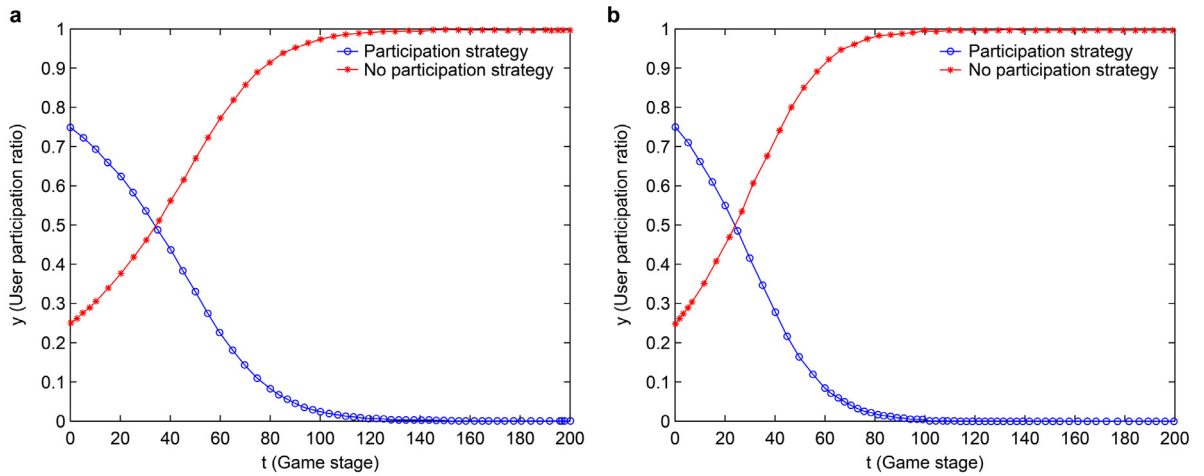 a
1
0.9
0.8
0.7
0.6
0.5
0.4
0.3
0.2
0.1
0
y (User participation ratio)
Participation strategy
No participation strategy
0 20 40 60 80 100 120 140 160 180 200
t (Game stage)
b
1
0.9
0.8
0.7
0.6
0.5
0.4
0.3
0.2
0.1
0
y (User participation ratio)
Participation strategy
No participation strategy
0 20 40 60 80 100 120 140 160 180 200
t (Game stage)